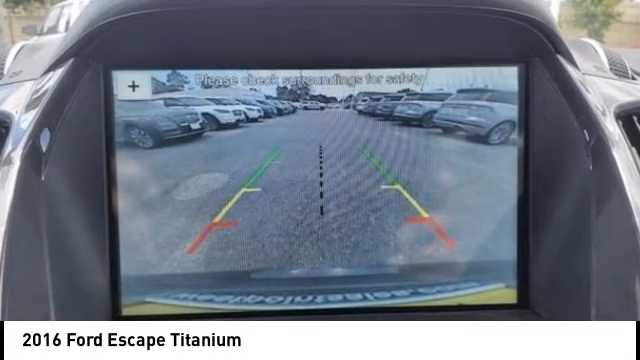 Please check surroundings for safety
+
2016 Ford Escape Titanium